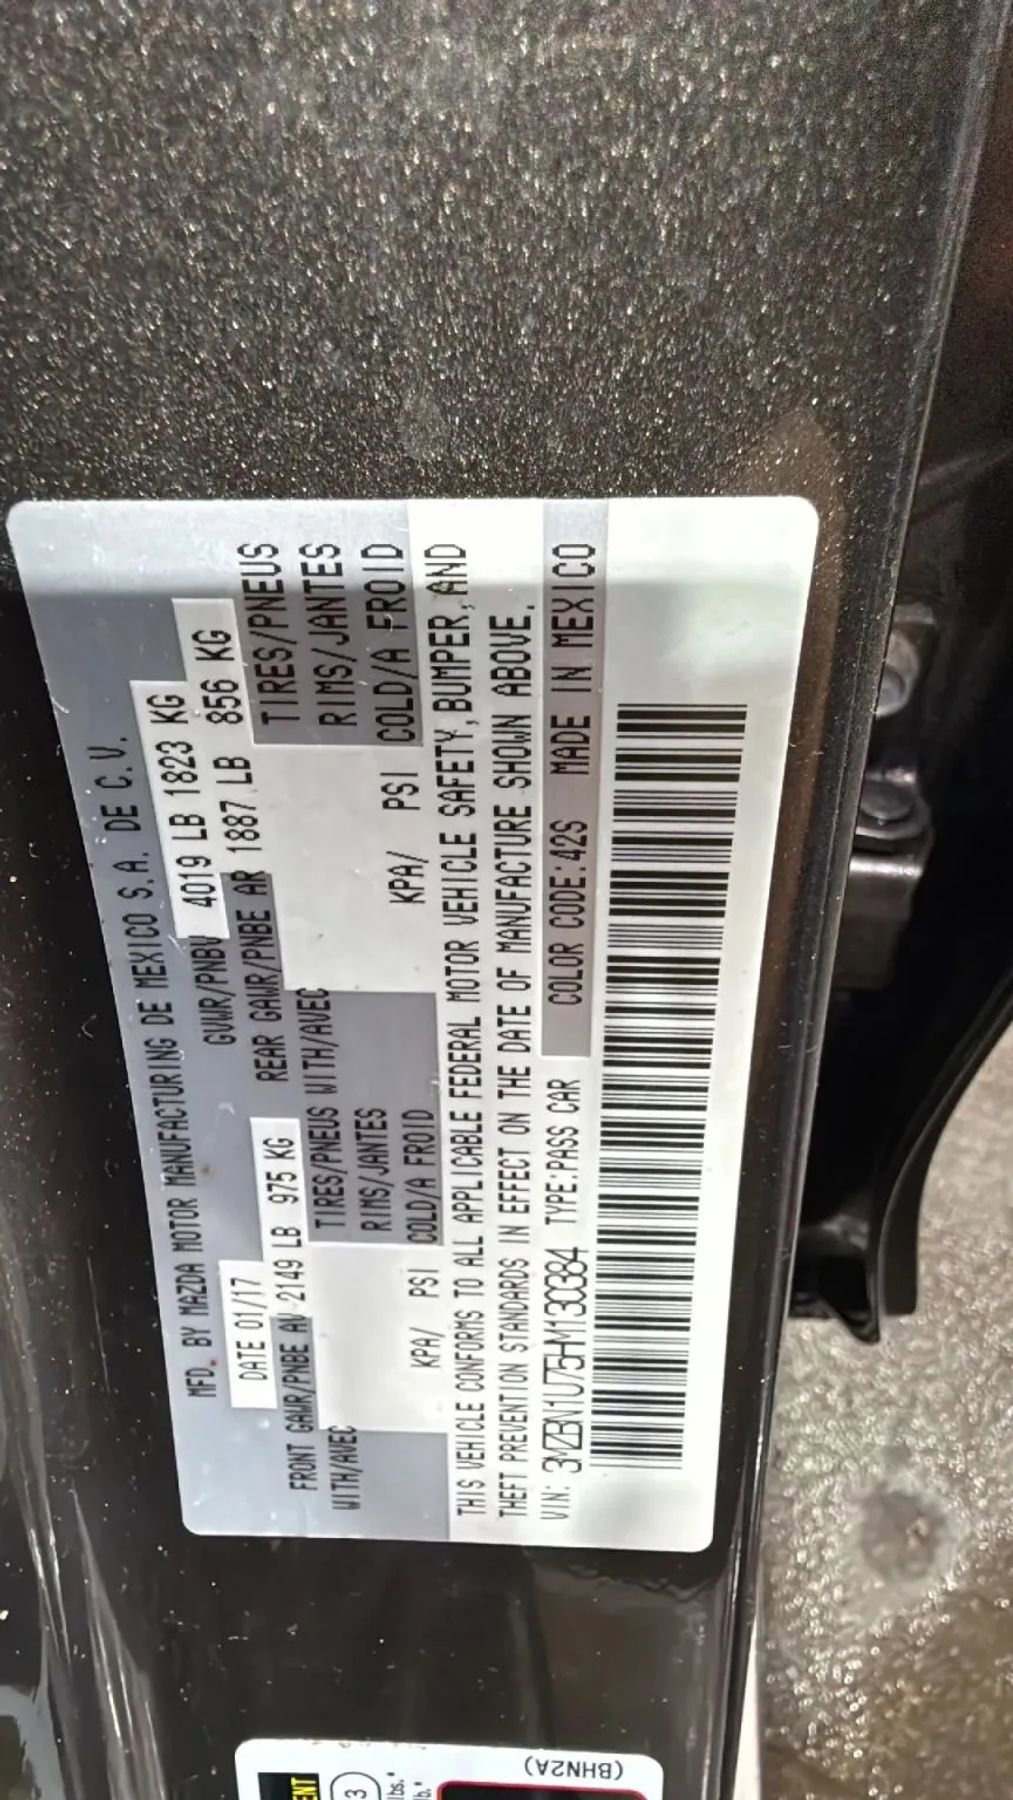 MFD. BY MAZDA MOTOR MANUFACTURING DE MEXICO S.A. DE C.V.
DATE 01/17 GVWR/PNBV 4019 LB 1823 KG
FRONT GAWR/PNBE AV 2149 LB 975 KG REAR GAWR/PNBE AR 1887 LB 856 KG
WITH/AVEC TIRES/PNEUS WITH/AVEC TIRES/PNEUS
RIMS/JANTES RIMS/JANTES
KPA/ PSI COLD/A FROID KPA/ PSI COLD/A FROID
THIS VEHICLE CONFORMS TO ALL APPLICABLE FEDERAL MOTOR VEHICLE SAFETY, BUMPER, AND
THEFT PREVENTION STANDARDS IN EFFECT ON THE DATE OF MANUFACTURE SHOWN ABOVE.
VIN: 3MZBN1U75HM130384 TYPE:PASS CAR COLOR CODE:42S MADE IN MEXICO
(BHN2A)
3
lbs.